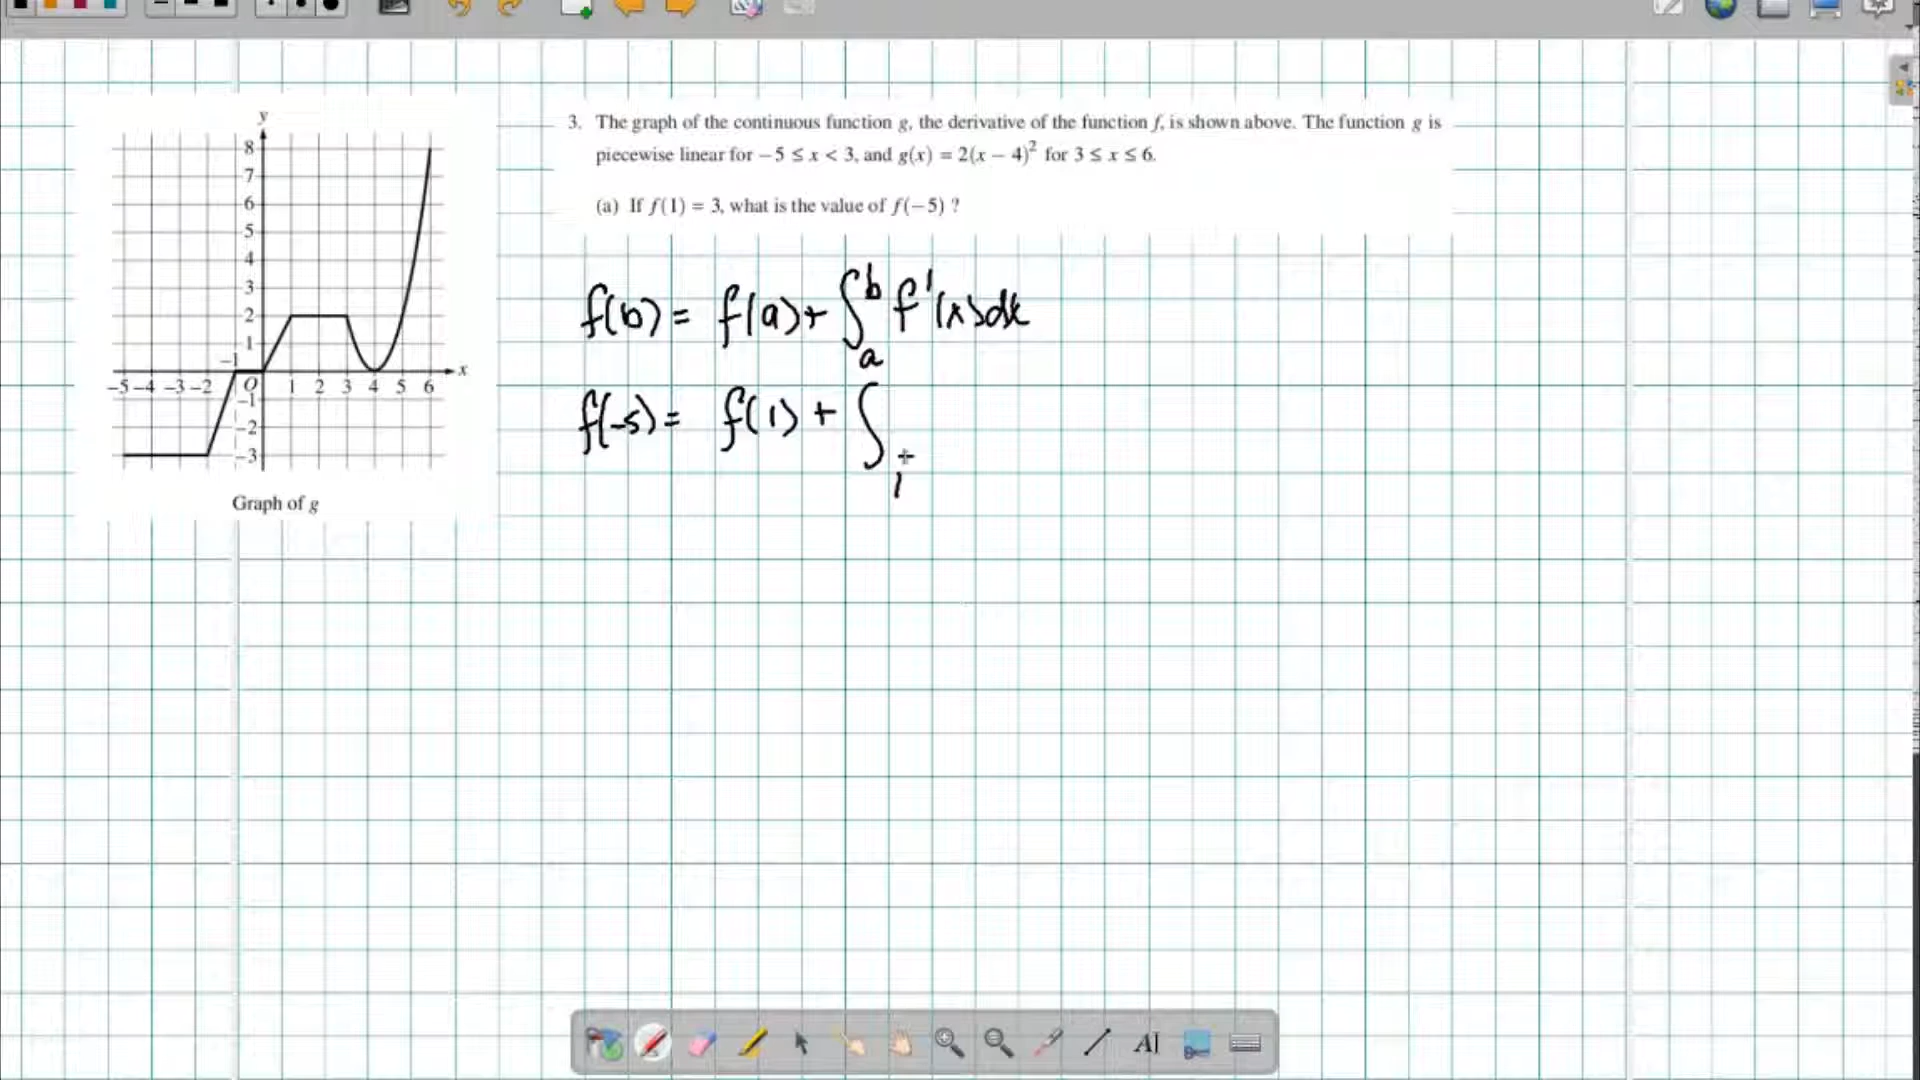 3. The graph of the continuous function g, the derivative of the function f, is shown above. The function g is
piecewise linear for −5 ≤ x < 3, and g(x) = 2(x − 4)² for 3 ≤ x ≤ 6.
(a) If f(1) = 3, what is the value of f(−5) ?
y
8
7
6
5
4
3
2
1
−1
−5 −4 −3 −2 O 1 2 3 4 5 6 x
−1
−2
−3
Graph of g
f(b) = f(a) + ∫_a^b f'(x)dx
f(-5) = f(1) + ∫_1
AI